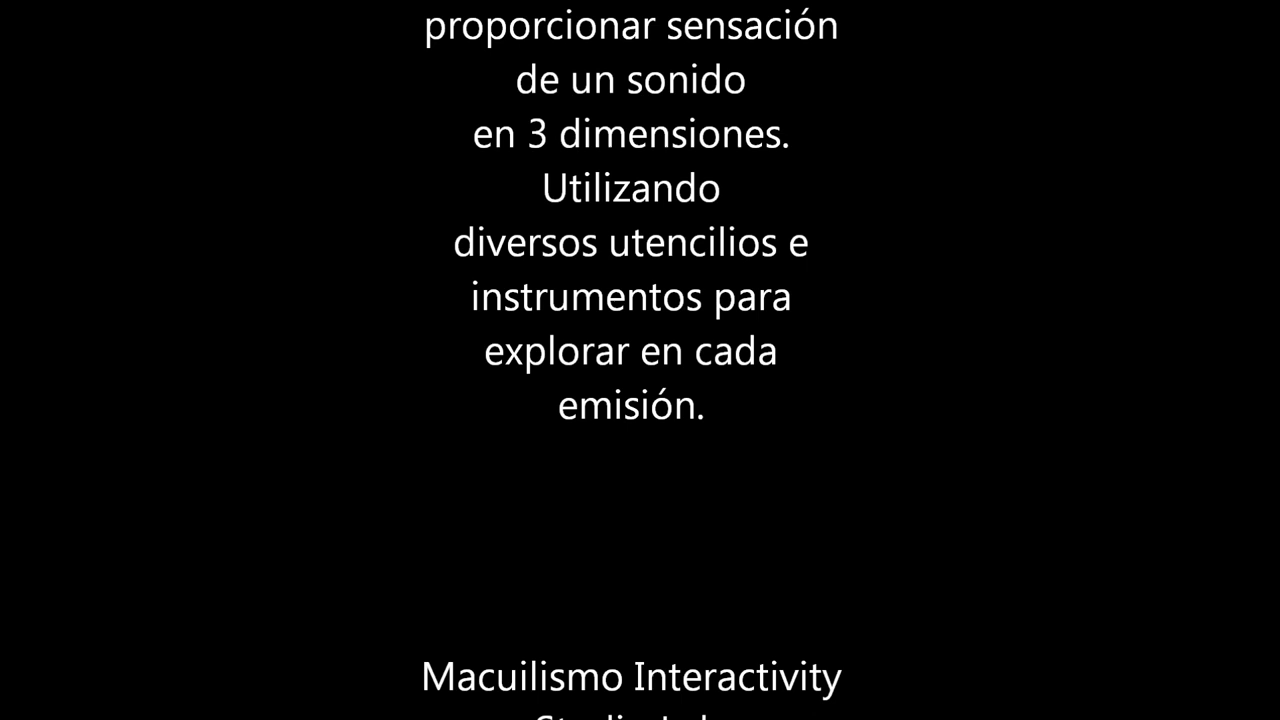 proporcionar sensación
de un sonido
en 3 dimensiones.
Utilizando
diversos utencilios e
instrumentos para
explorar en cada
emisión.
Macuilismo Interactivity